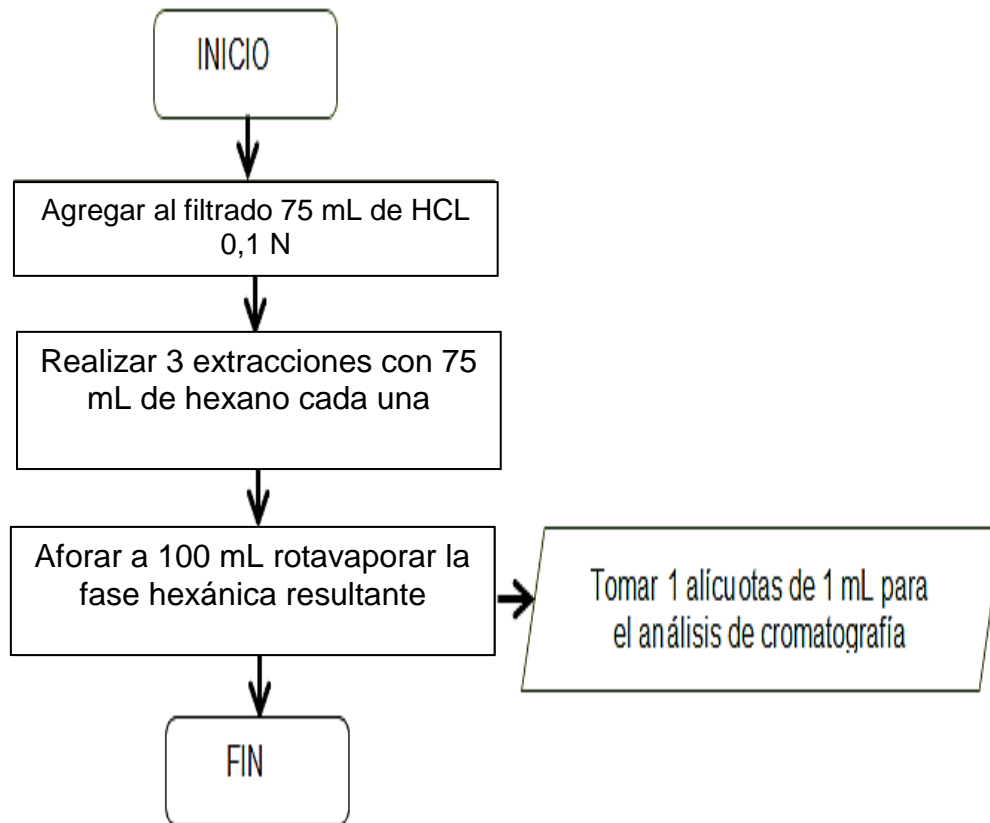 INICIO
Agregar al filtrado 75 mL de HCL
0,1 N
Realizar 3 extracciones con 75
mL de hexano cada una
Aforar a 100 mL rotavaporar la
fase hexánica resultante
Tomar 1 alícuotas de 1 mL para
el análisis de cromatografía
FIN